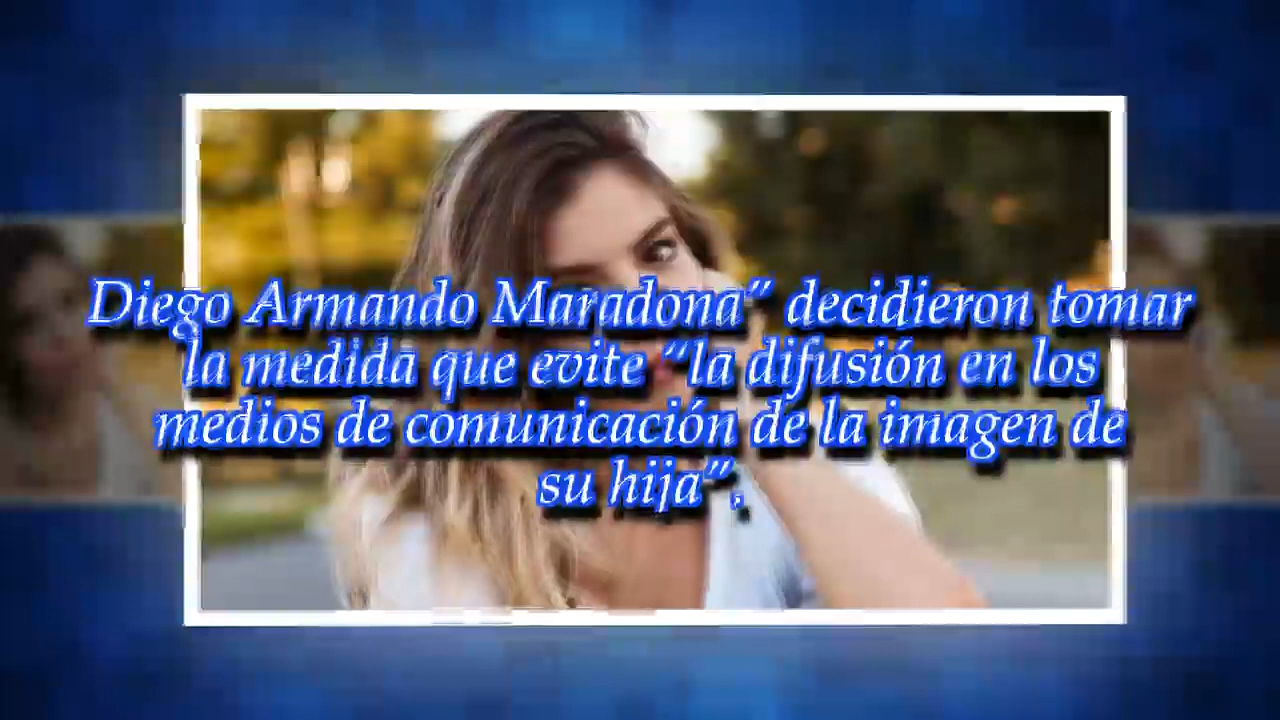 Diego Armando Maradona” decidieron tomar
la medida que evite “la difusión en los
medios de comunicación de la imagen de
su hija”.